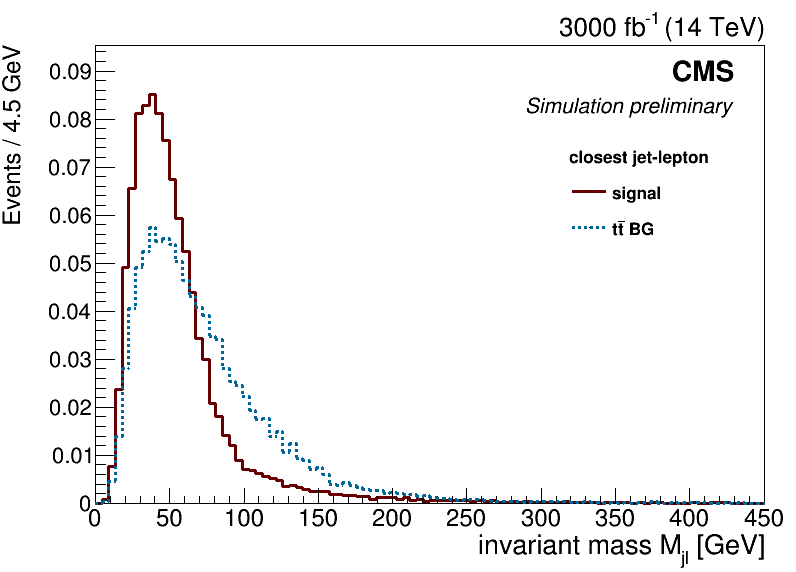 3000 fb⁻¹ (14 TeV)
CMS
Simulation preliminary
closest jet-lepton
signal
tt̄ BG
Events / 4.5 GeV
0.09
0.08
0.07
0.06
0.05
0.04
0.03
0.02
0.01
0
0 50 100 150 200 250 300 350 400 450
invariant mass M_jl [GeV]